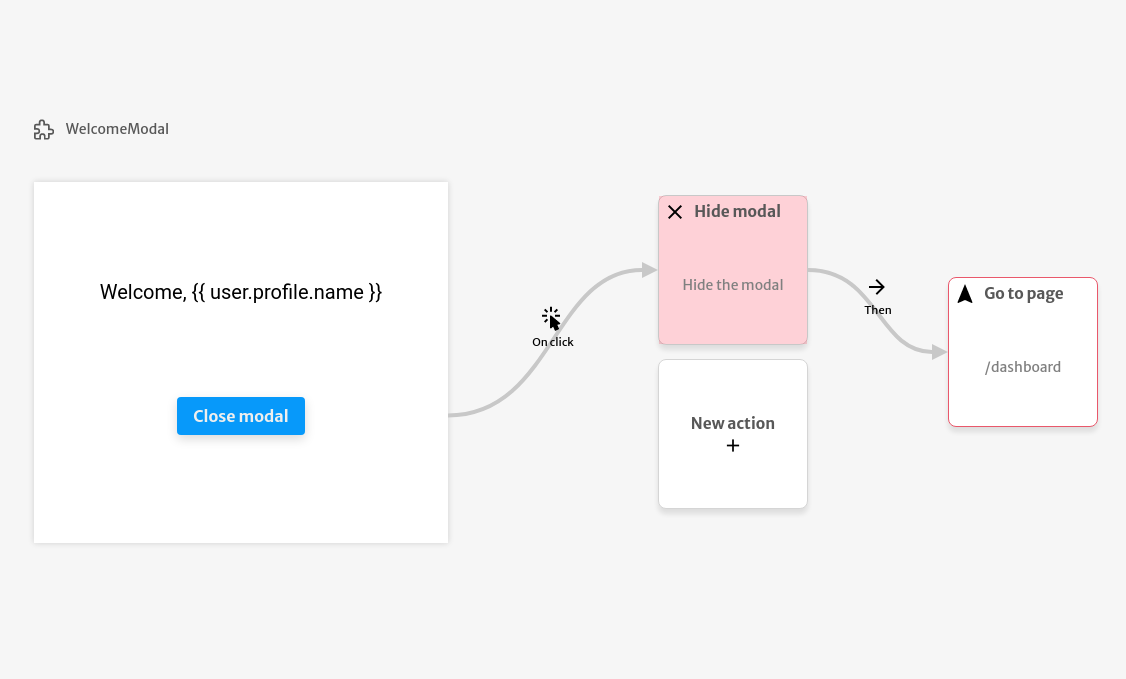 WelcomeModal
Welcome, {{ user.profile.name }}
Close modal
On click
Hide modal
Hide the modal
New action
+
Then
Go to page
/dashboard